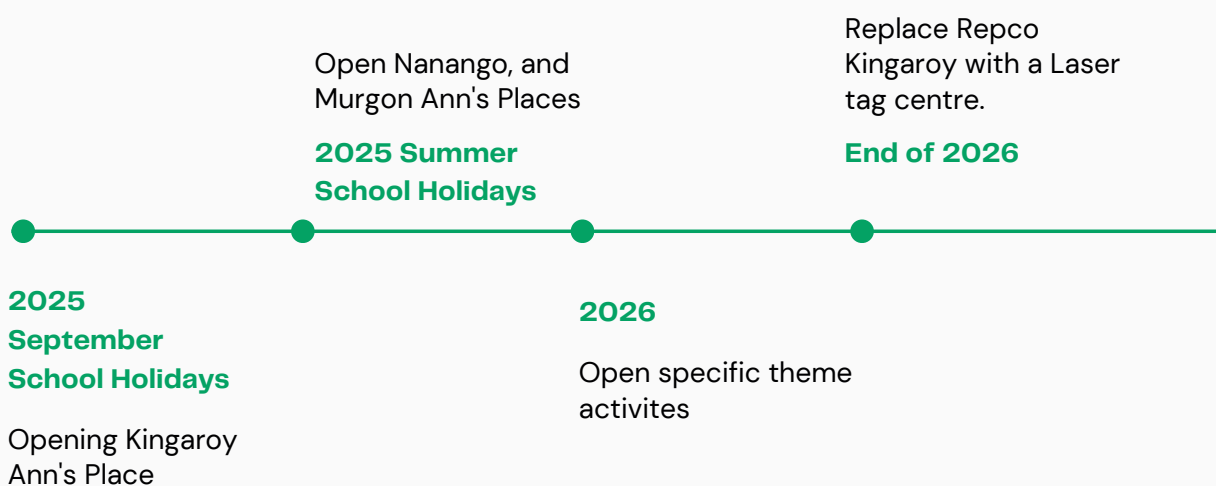 2025
September
School Holidays
Opening Kingaroy
Ann's Place
Open Nanango, and
Murgon Ann's Places
2025 Summer
School Holidays
2026
Open specific theme
activites
Replace Repco
Kingaroy with a Laser
tag centre.
End of 2026